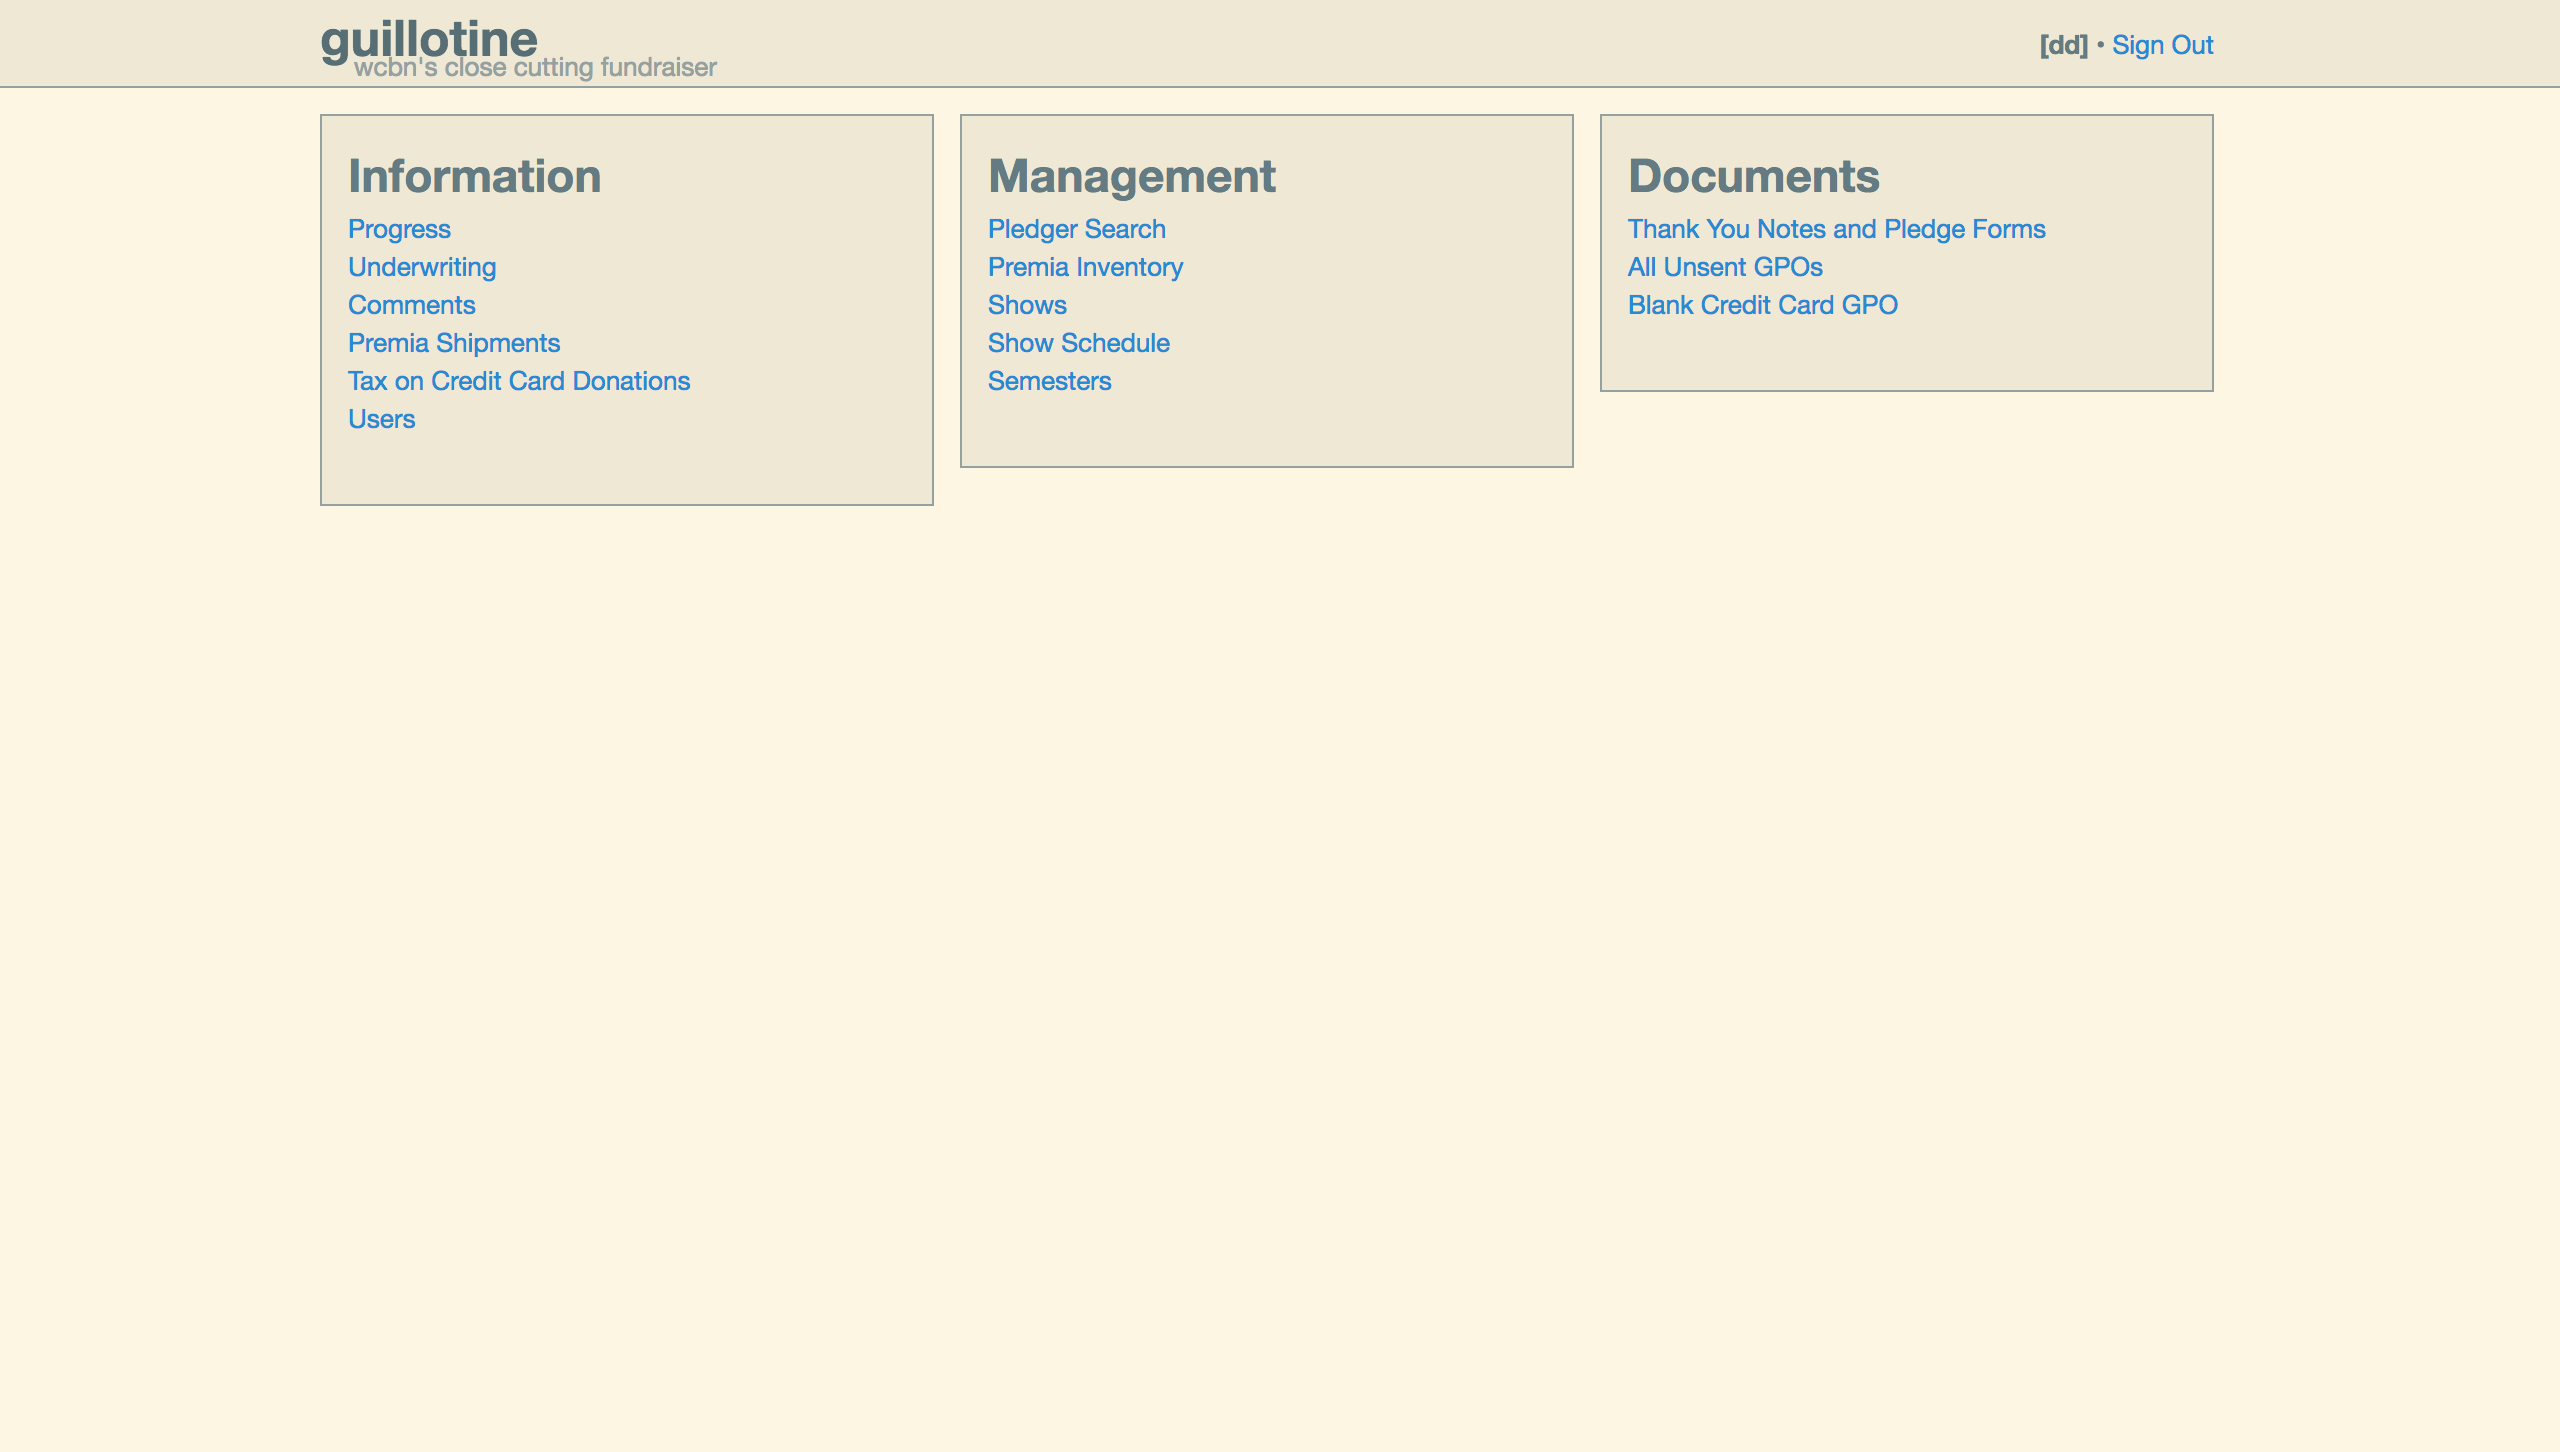 guillotine
wcbn's close cutting fundraiser
[dd] • Sign Out
Information
Progress
Underwriting
Comments
Premia Shipments
Tax on Credit Card Donations
Users
Management
Pledger Search
Premia Inventory
Shows
Show Schedule
Semesters
Documents
Thank You Notes and Pledge Forms
All Unsent GPOs
Blank Credit Card GPO